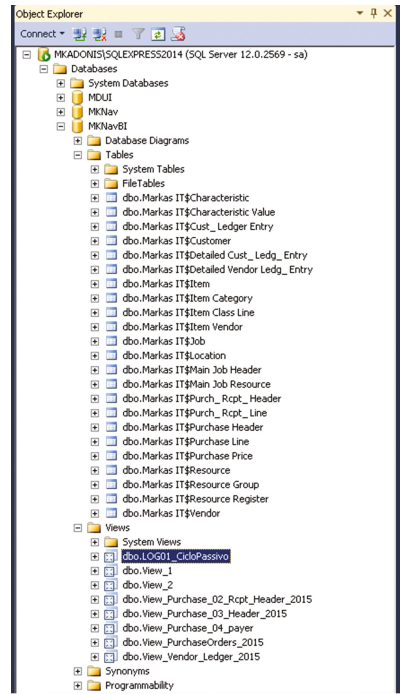 Object Explorer
Connect
MKADONIS\SQLEXPRESS2014 (SQL Server 12.0.2569 - sa)
Databases
System Databases
MDUI
MKNav
MKNavBI
Database Diagrams
Tables
System Tables
FileTables
dbo.Markas IT$Characteristic
dbo.Markas IT$Characteristic Value
dbo.Markas IT$Cust_ Ledger Entry
dbo.Markas IT$Customer
dbo.Markas IT$Detailed Cust_ Ledg_ Entry
dbo.Markas IT$Detailed Vendor Ledg_ Entry
dbo.Markas IT$Item
dbo.Markas IT$Item Category
dbo.Markas IT$Item Class Line
dbo.Markas IT$Item Vendor
dbo.Markas IT$Job
dbo.Markas IT$Location
dbo.Markas IT$Main Job Header
dbo.Markas IT$Main Job Resource
dbo.Markas IT$Purch_ Rcpt_ Header
dbo.Markas IT$Purch_ Rcpt_ Line
dbo.Markas IT$Purchase Header
dbo.Markas IT$Purchase Line
dbo.Markas IT$Purchase Price
dbo.Markas IT$Resource
dbo.Markas IT$Resource Group
dbo.Markas IT$Resource Register
dbo.Markas IT$Vendor
Views
System Views
dbo.LOG01_CicloPassivo
dbo.View_1
dbo.View_2
dbo.View_Purchase_02_Rcpt_Header_2015
dbo.View_Purchase_03_Header_2015
dbo.View_Purchase_04_payer
dbo.View_PurchaseOrders_2015
dbo.View_Vendor_Ledger_2015
Synonyms
Programmability